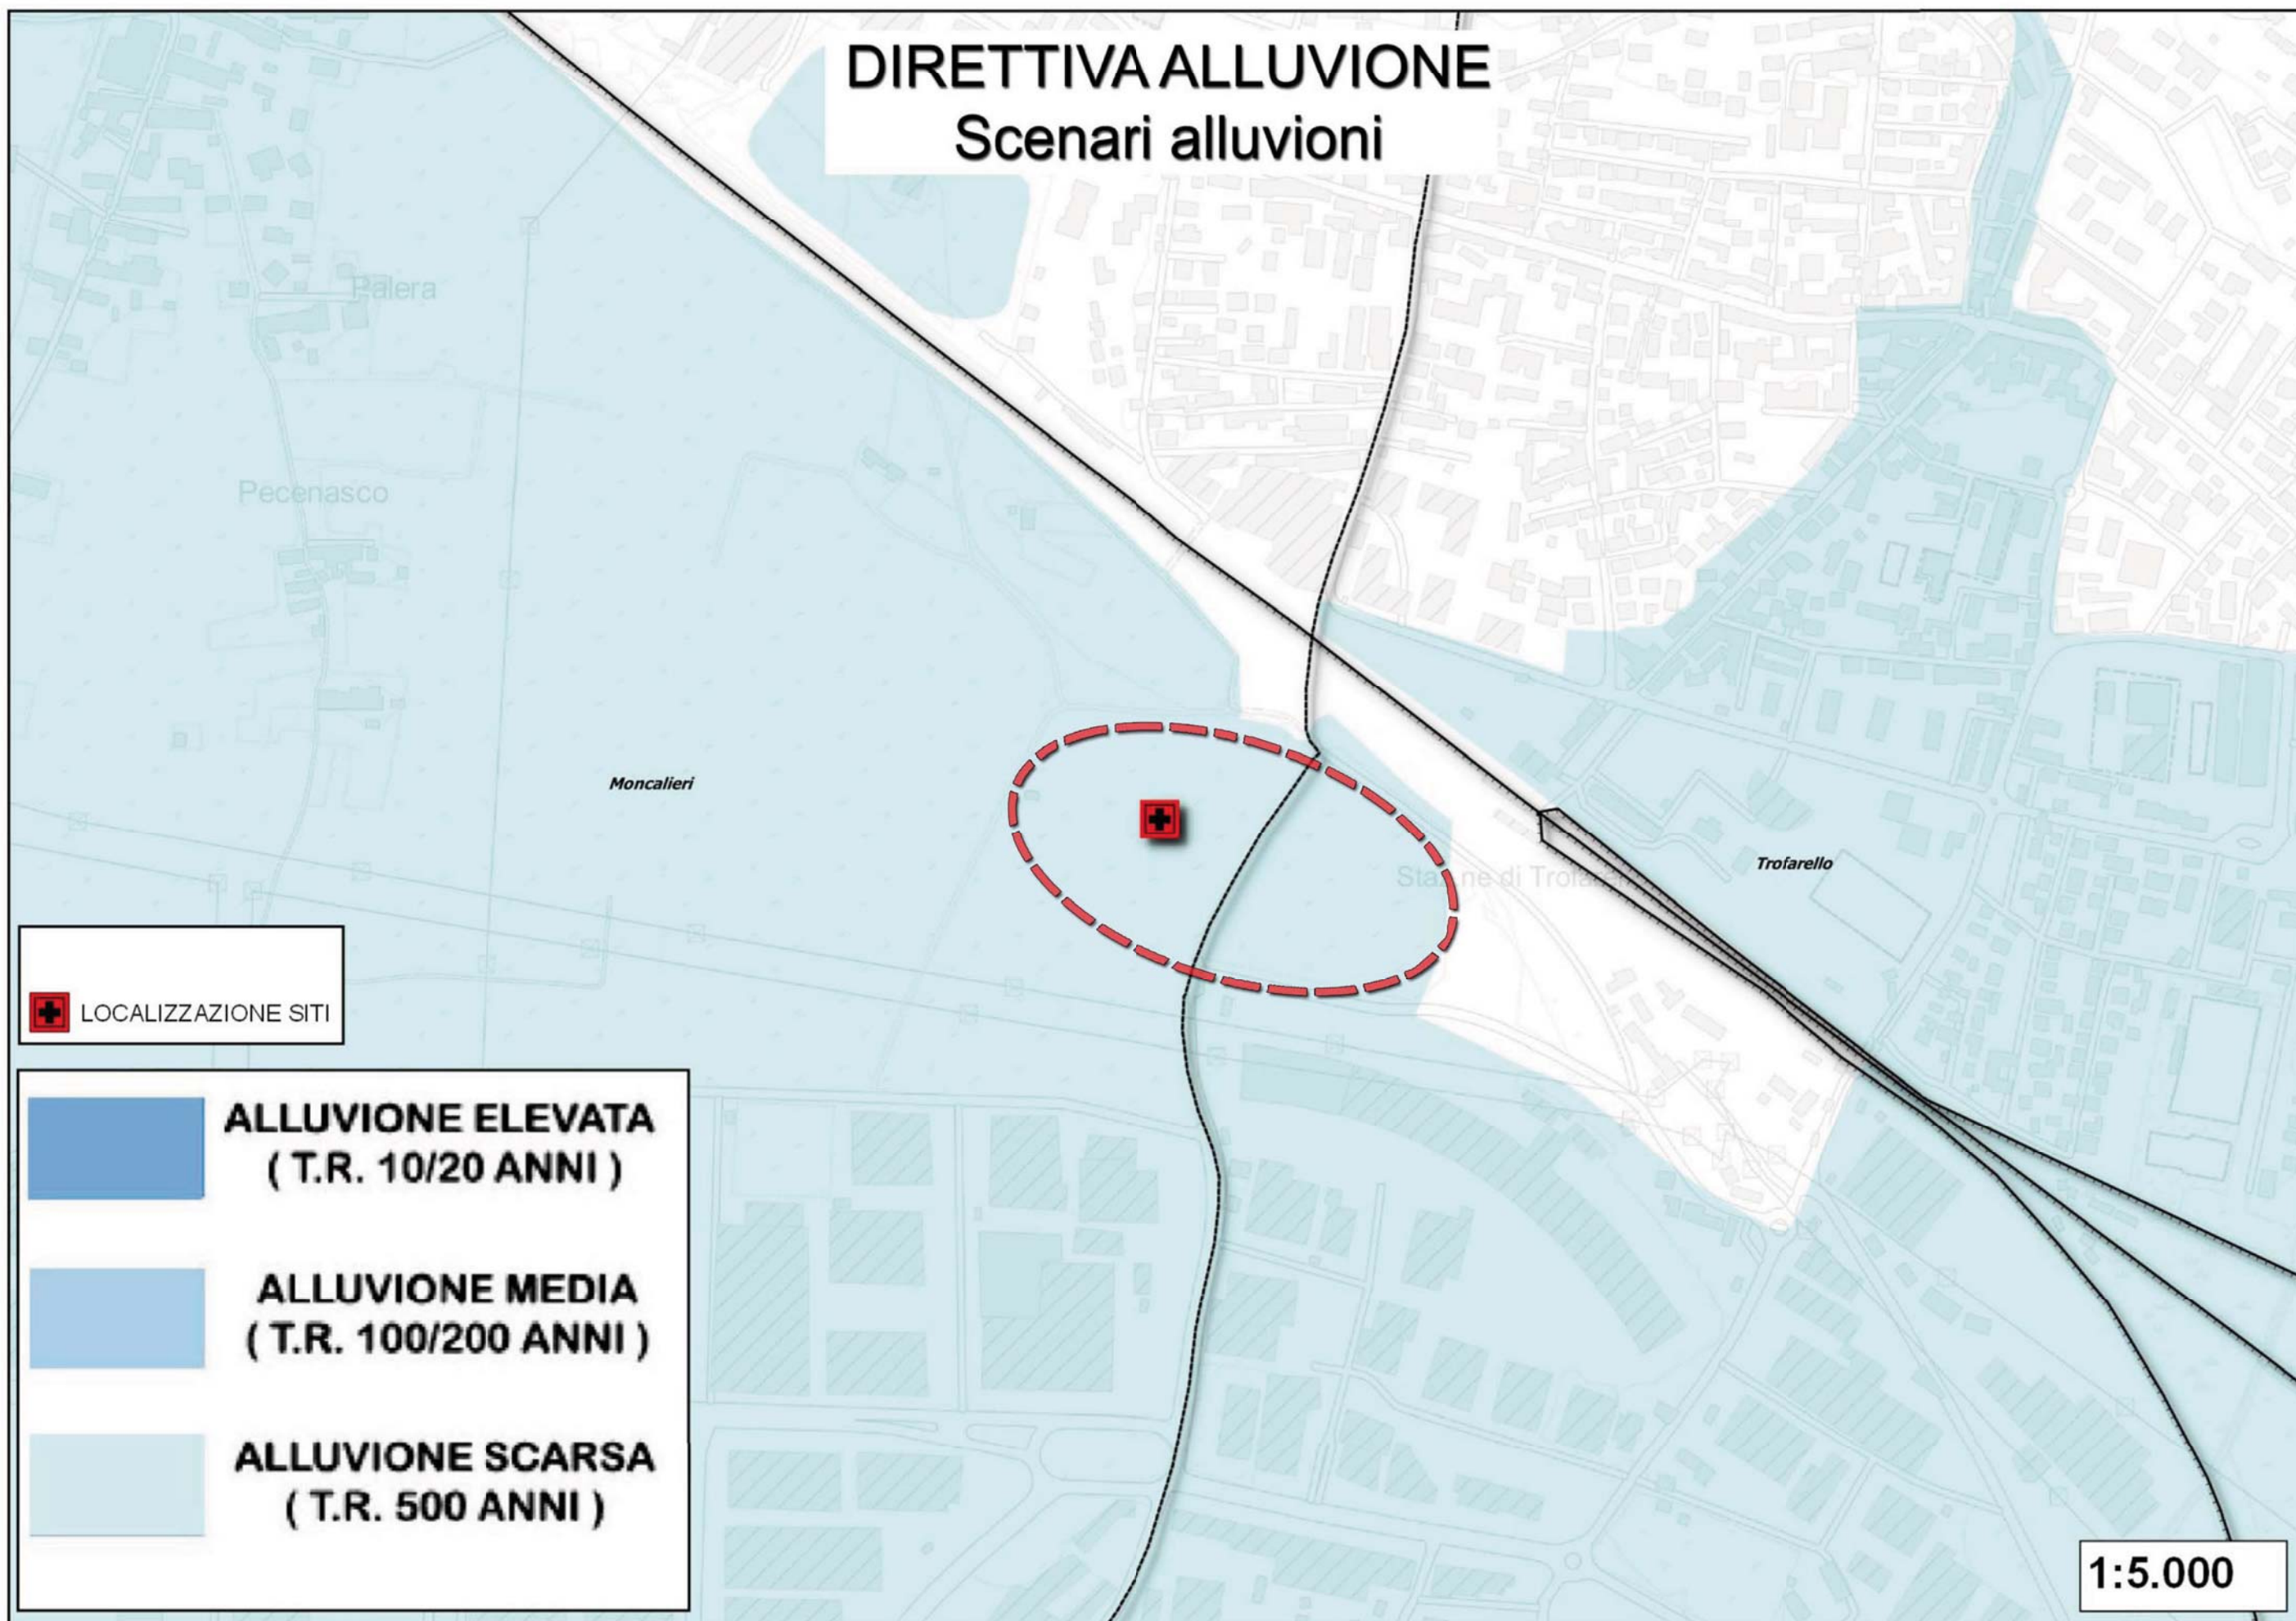 DIRETTIVA ALLUVIONE
Scenari alluvioni
Palera
Pecenasco
Moncalieri
Trofarello
di
LOCALIZZAZIONE SITI
ALLUVIONE ELEVATA
( T.R. 10/20 ANNI )
ALLUVIONE MEDIA
( T.R. 100/200 ANNI )
ALLUVIONE SCARSA
( T.R. 500 ANNI )
1:5.000